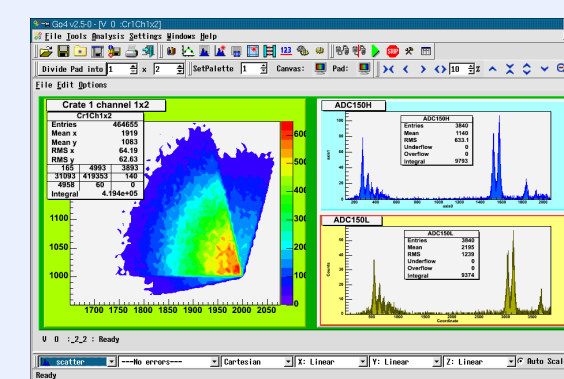 Go4 v2.5-0 - [V 0 :Cr1Ch1x2]
File Tools Analysis Settings Windows Help
123
STOP
Divide Pad into 1 x 2 SetPalette 1 Canvas: Pad: 10 %
File Edit Options
Crate 1 channel 1x2
Cr1Ch1x2
Entries 464655
Mean x 1919
Mean y 1083
RMS x 64.19
RMS y 62.63
165 4993 3893
31093 419353 140
4958 60 0
Integral 4.194e+05
1100
1050
1000
1700 1750 1800 1850 1900 1950 2000 2050
600
500
400
300
200
100
0
ADC150H
ADC150H
Entries 3840
Mean 1140
RMS 633.1
Underflow 0
Overflow 0
Integral 9793
ADC150L
ADC150L
Entries 3840
Mean 2195
RMS 1239
Underflow 0
Overflow 0
Integral 9374
Counts
Coordinate
V 0 :_2_2 : Ready
scatter ---No errors--- Cartesian X: Linear Y: Linear Z: Linear Auto Scal
Ready